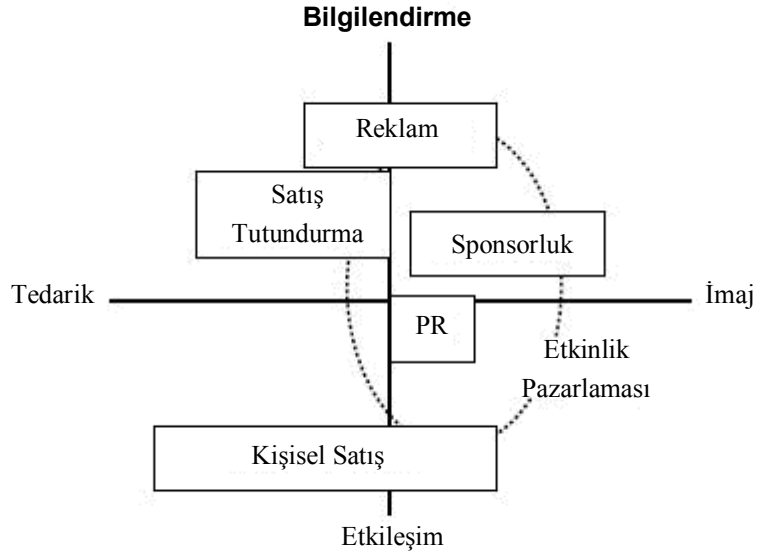 Bilgilendirme
Reklam
Satış
Tutundurma
Sponsorluk
Tedarik
İmaj
PR
Etkinlik
Pazarlaması
Kişisel Satış
Etkileşim